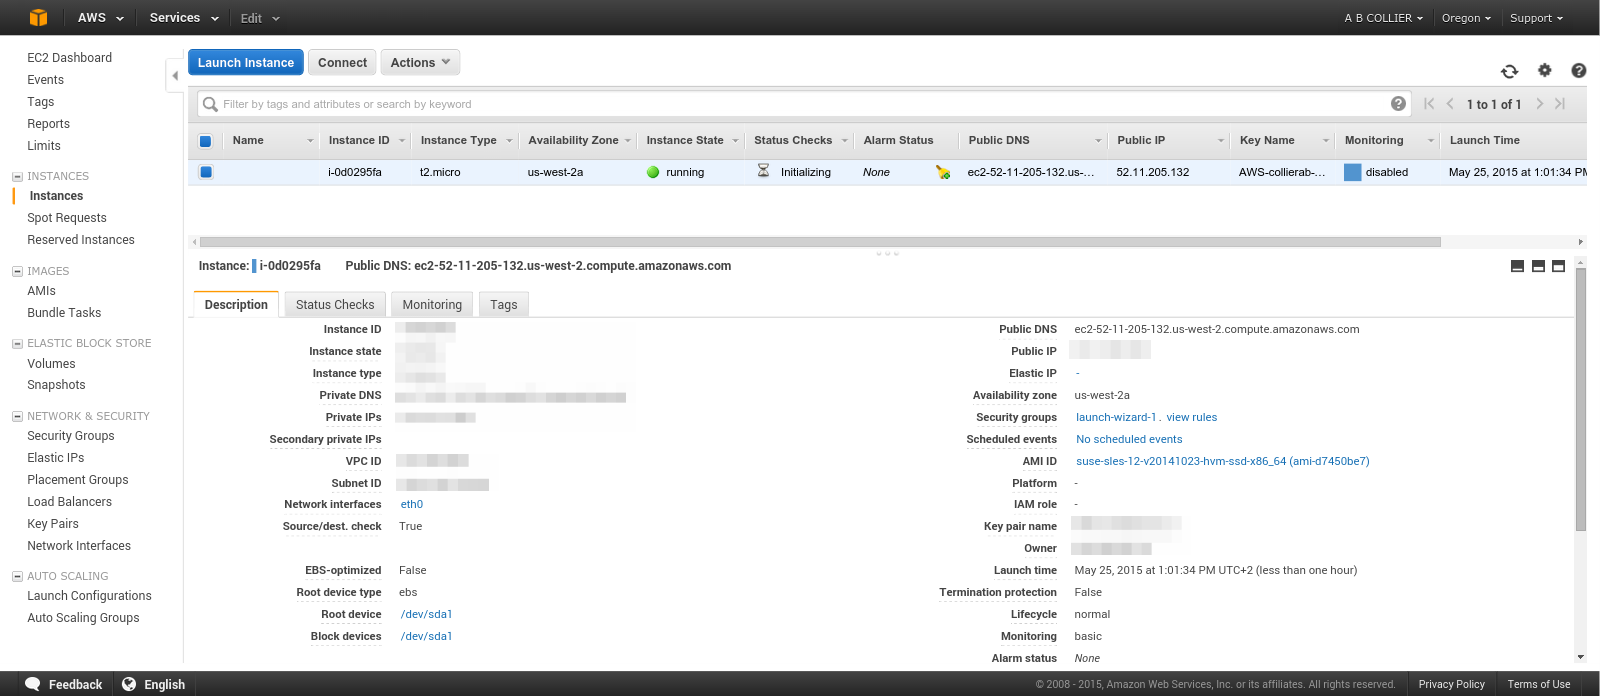 AWS Services Edit A B COLLIER Oregon Support
EC2 Dashboard
Events
Tags
Reports
Limits
INSTANCES
Instances
Spot Requests
Reserved Instances
IMAGES
AMIs
Bundle Tasks
ELASTIC BLOCK STORE
Volumes
Snapshots
NETWORK & SECURITY
Security Groups
Elastic IPs
Placement Groups
Load Balancers
Key Pairs
Network Interfaces
AUTO SCALING
Launch Configurations
Auto Scaling Groups
Launch Instance Connect Actions
Filter by tags and attributes or search by keyword 1 to 1 of 1
Name Instance ID Instance Type Availability Zone Instance State Status Checks Alarm Status Public DNS Public IP Key Name Monitoring Launch Time
i-0d0295fa t2.micro us-west-2a running Initializing None ec2-52-11-205-132.us-... 52.11.205.132 AWS-collierab-... disabled May 25, 2015 at 1:01:34 PM
Instance: i-0d0295fa Public DNS: ec2-52-11-205-132.us-west-2.compute.amazonaws.com
Description Status Checks Monitoring Tags
Instance ID
Instance state
Instance type
Private DNS
Private IPs
Secondary private IPs
VPC ID
Subnet ID
Network interfaces eth0
Source/dest. check True
EBS-optimized False
Root device type ebs
Root device /dev/sda1
Block devices /dev/sda1
Public DNS ec2-52-11-205-132.us-west-2.compute.amazonaws.com
Public IP
Elastic IP -
Availability zone us-west-2a
Security groups launch-wizard-1. view rules
Scheduled events No scheduled events
AMI ID suse-sles-12-v20141023-hvm-ssd-x86_64 (ami-d7450be7)
Platform -
IAM role -
Key pair name
Owner
Launch time May 25, 2015 at 1:01:34 PM UTC+2 (less than one hour)
Termination protection False
Lifecycle normal
Monitoring basic
Alarm status None
Feedback English © 2008 - 2015, Amazon Web Services, Inc. or its affiliates. All rights reserved. Privacy Policy Terms of Use